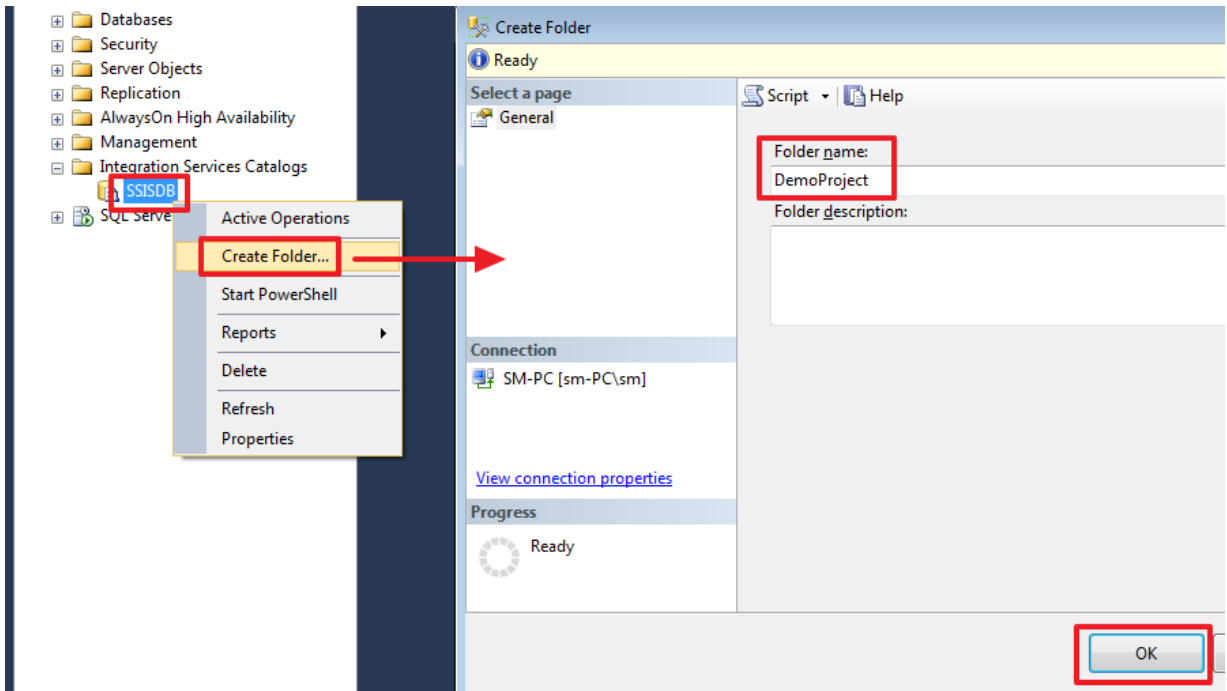 Databases
Security
Server Objects
Replication
AlwaysOn High Availability
Management
Integration Services Catalogs
SSISDB
SQL Serve
Active Operations
Create Folder...
Start PowerShell
Reports
Delete
Refresh
Properties
Create Folder
Ready
Select a page
General
Script Help
Folder name:
DemoProject
Folder description:
Connection
SM-PC [sm-PC\sm]
View connection properties
Progress
Ready
OK